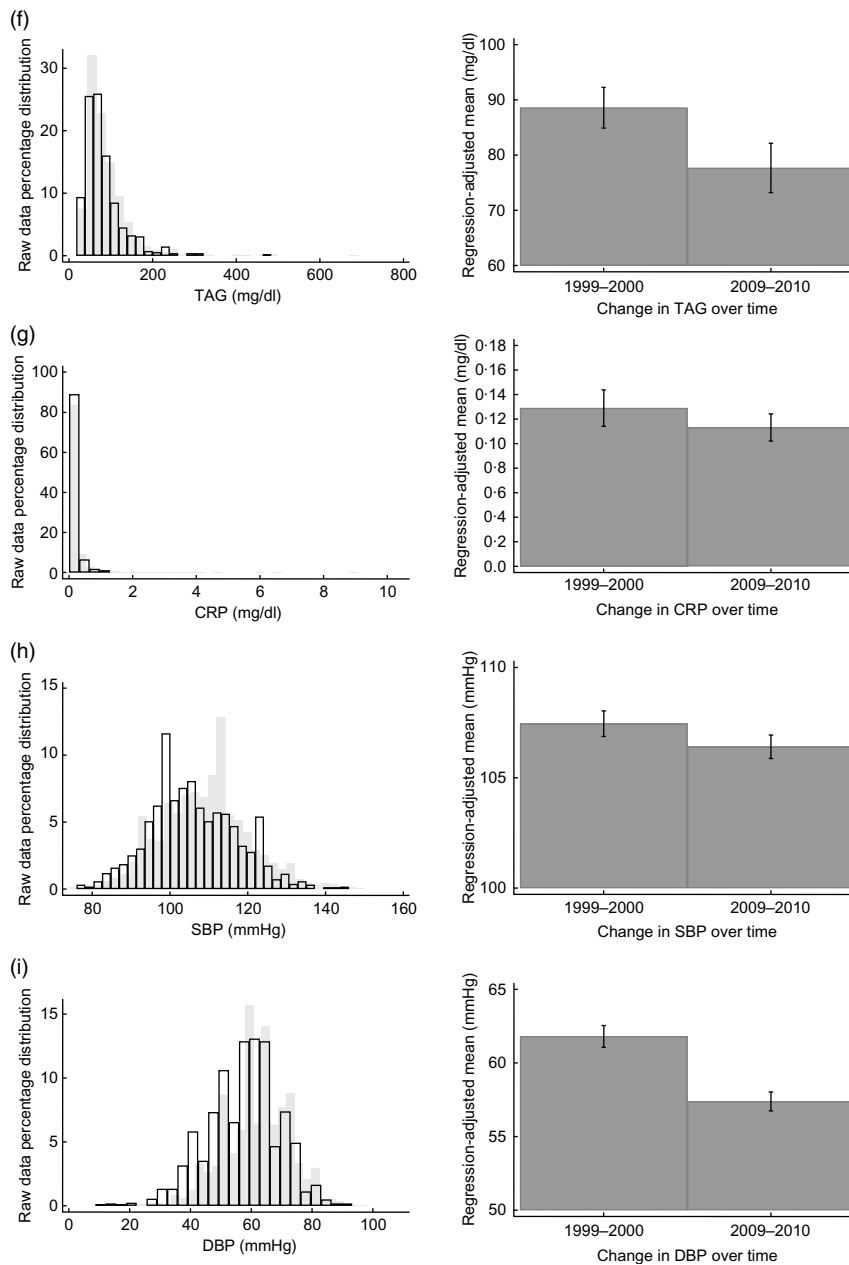 (f)
Raw data percentage distribution
30
20
10
0
0 200 400 600 800
TAG (mg/dl)
Regression-adjusted mean (mg/dl)
100
90
80
70
60
1999–2000 2009–2010
Change in TAG over time
(g)
Raw data percentage distribution
100
80
60
40
20
0
0 2 4 6 8 10
CRP (mg/dl)
Regression-adjusted mean (mg/dl)
0·18
0·16
0·14
0·12
0·10
0·8
0·6
0·4
0·2
0.0
1999–2000 2009–2010
Change in CRP over time
(h)
Raw data percentage distribution
15
10
5
0
80 100 120 140 160
SBP (mmHg)
Regression-adjusted mean (mmHg)
110
105
100
1999–2000 2009–2010
Change in SBP over time
(i)
Raw data percentage distribution
15
10
5
0
0 20 40 60 80 100
DBP (mmHg)
Regression-adjusted mean (mmHg)
65
60
55
50
1999–2000 2009–2010
Change in DBP over time